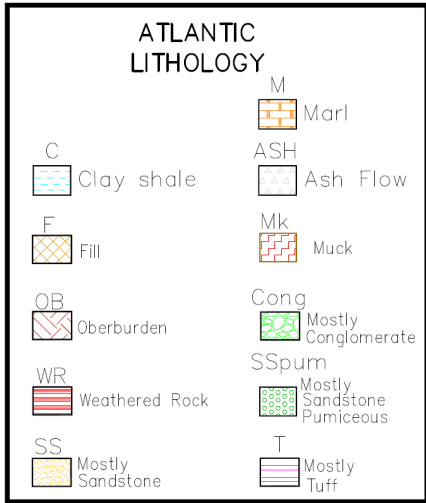 ATLANTIC
LITHOLOGY
M
Marl
C
Clay shale
ASH
Ash Flow
F
Fill
Mk
Muck
OB
Oberburden
Cong
Mostly
Conglomerate
WR
Weathered Rock
SSpum
Mostly
Sandstone
Pumiceous
SS
Mostly
Sandstone
T
Mostly
Tuff